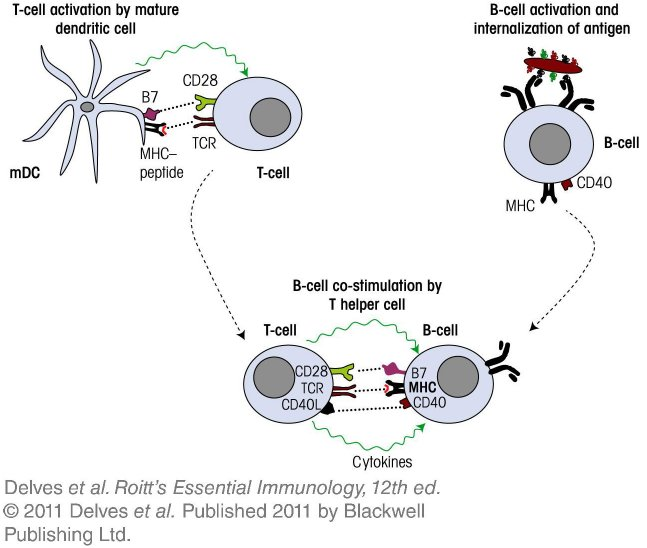 T-cell activation by mature
dendritic cell
B-cell activation and
internalization of antigen
CD28
B7
TCR
MHC–
peptide
mDC
T-cell
B-cell
CD40
MHC
B-cell co-stimulation by
T helper cell
T-cell
B-cell
CD28
B7
TCR
MHC
CD40L
CD40
Cytokines
Delves et al. Roitt's Essential Immunology, 12th ed.
© 2011 Delves et al. Published 2011 by Blackwell
Publishing Ltd.